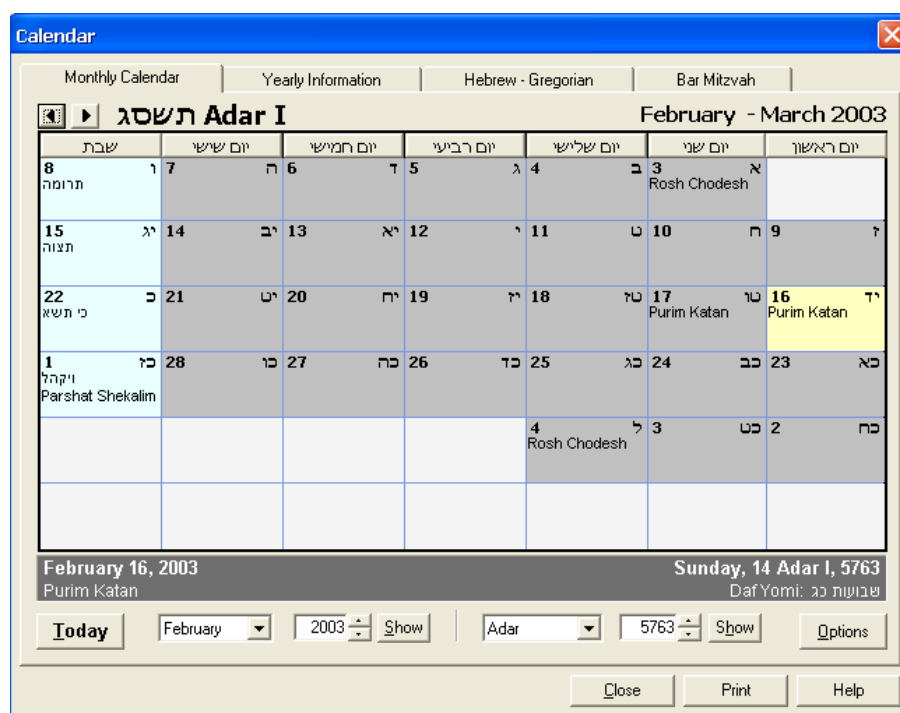 Calendar
Monthly Calendar Yearly Information Hebrew - Gregorian Bar Mitzvah
תשסג Adar I February - March 2003
יום ראשון יום שני יום שלישי יום רביעי יום חמישי יום שישי שבת
א 3 ב 4 ג 5 ד 6 ה 7 ו 8
Rosh Chodesh
תרומה
ז 9 ח 10 ט 11 י 12 יא 13 יב 14 יג 15
תצוה
יד 16 טו 17 טז 18 יז 19 יח 20 יט 21 כ 22
Purim Katan Purim Katan
כי תשא
כא 23 כב 24 כג 25 כד 26 כה 27 כו 28 כז 1
ויקהל
Parshat Shekalim
כח 2 כט 3 ל 4
Rosh Chodesh
February 16, 2003 Sunday, 14 Adar I, 5763
Purim Katan Daf Yomi: שבועות כג
Today February 2003 Show Adar 5763 Show Options
Close Print Help